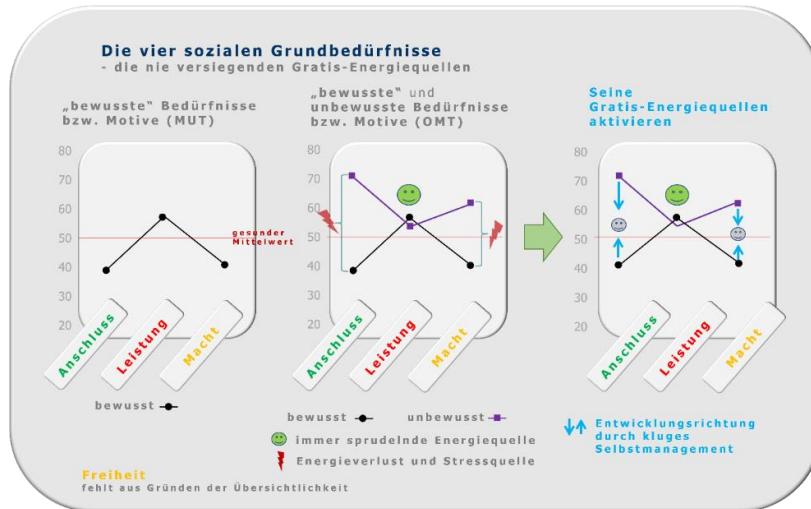 Die vier sozialen Grundbedürfnisse
- die nie versiegenden Gratis-Energiequellen
„bewusste“ Bedürfnisse
bzw. Motive (MUT)
80
70
60
50
40
30
20
gesunder
Mittelwert
Anschluss
Leistung
Macht
bewusst
„bewusste“ und
unbewusste Bedürfnisse
bzw. Motive (OMT)
80
70
60
50
40
30
20
Anschluss
Leistung
Macht
bewusst
unbewusst
immer sprudelnde Energiequelle
Energieverlust und Stressquelle
Seine
Gratis-Energiequellen
aktivieren
80
70
60
50
40
30
20
Anschluss
Leistung
Macht
Entwicklungsrichtung
durch kluges
Selbstmanagement
Freiheit
fehlt aus Gründen der Übersichtlichkeit